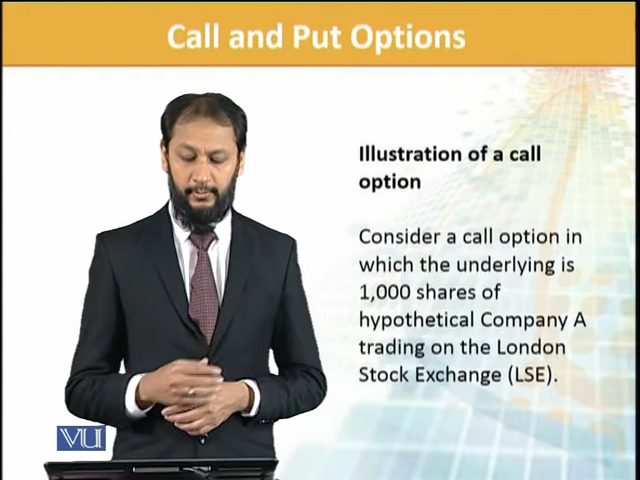 Call and Put Options
Illustration of a call
option
Consider a call option in
which the underlying is
1,000 shares of
hypothetical Company A
trading on the London
Stock Exchange (LSE).
VU